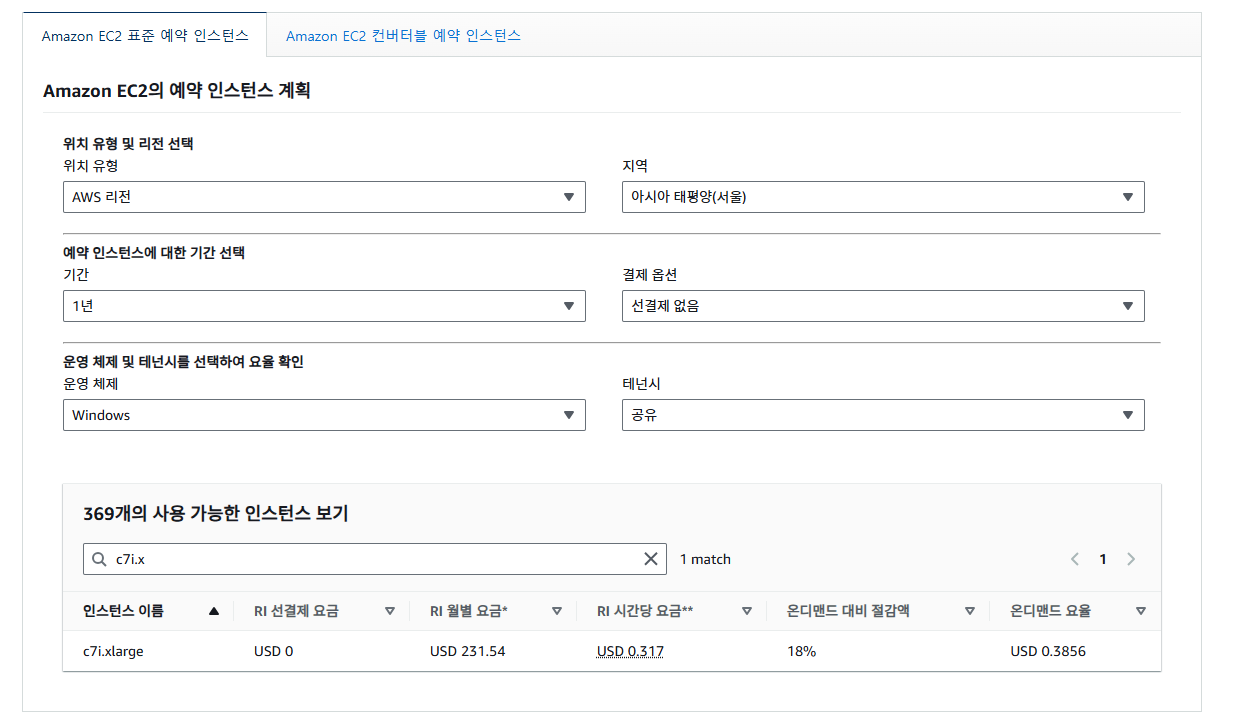 Amazon EC2 표준 예약 인스턴스 Amazon EC2 컨버터블 예약 인스턴스
Amazon EC2의 예약 인스턴스 계획
위치 유형 및 리전 선택
위치 유형 지역
AWS 리전 아시아 태평양(서울)
예약 인스턴스에 대한 기간 선택
기간 결제 옵션
1년 선결제 없음
운영 체제 및 테넌시를 선택하여 요율 확인
운영 체제 테넌시
Windows 공유
369개의 사용 가능한 인스턴스 보기
c7i.x 1 match 1
인스턴스 이름 RI 선결제 요금 RI 월별 요금* RI 시간당 요금** 온디맨드 대비 절감액 온디맨드 요율
c7i.xlarge USD 0 USD 231.54 USD 0.317 18% USD 0.3856